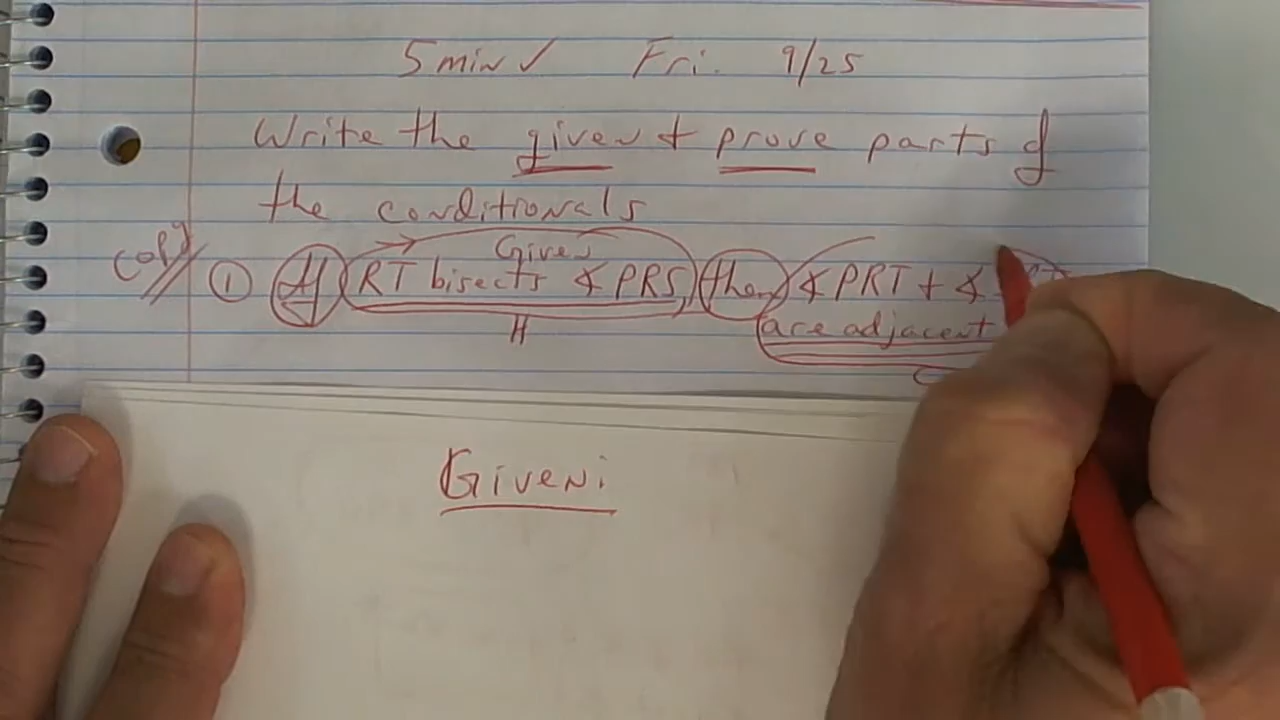 5 min ✓ Fri. 9/25
Write the given + prove parts of
the conditionals
Given
copy ① If RT bisects ∢PRS, then ∢PRT + ∢
H
are adjacent
Given: